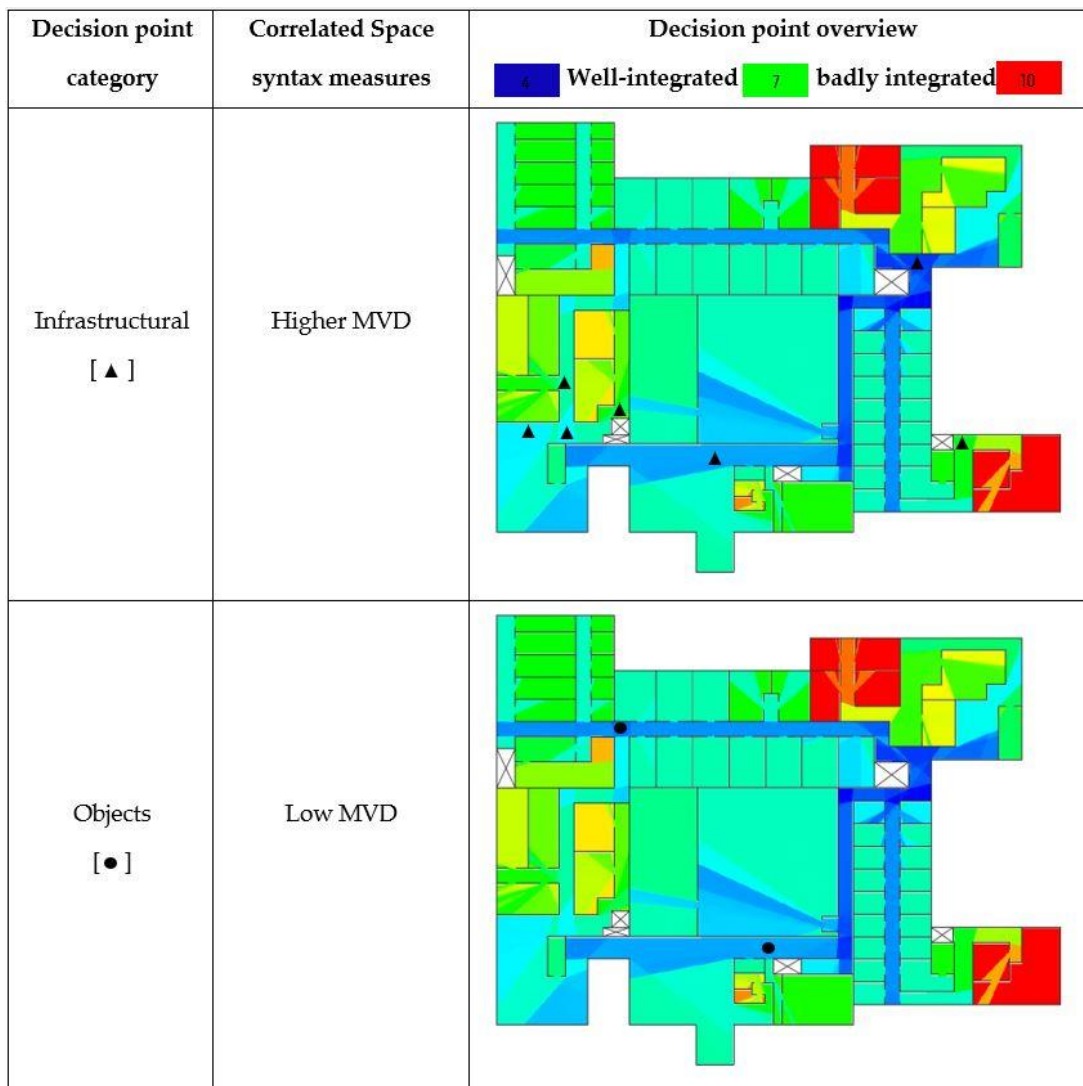 Decision point category
Correlated Space syntax measures
Decision point overview
4 Well-integrated 7 badly integrated 10
Infrastructural
[ ▲ ]
Higher MVD
Objects
[ ● ]
Low MVD